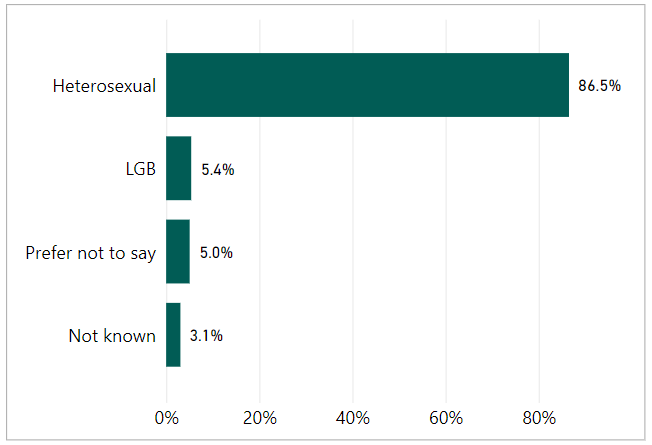 Heterosexual 86.5%
LGB 5.4%
Prefer not to say 5.0%
Not known 3.1%
0% 20% 40% 60% 80%